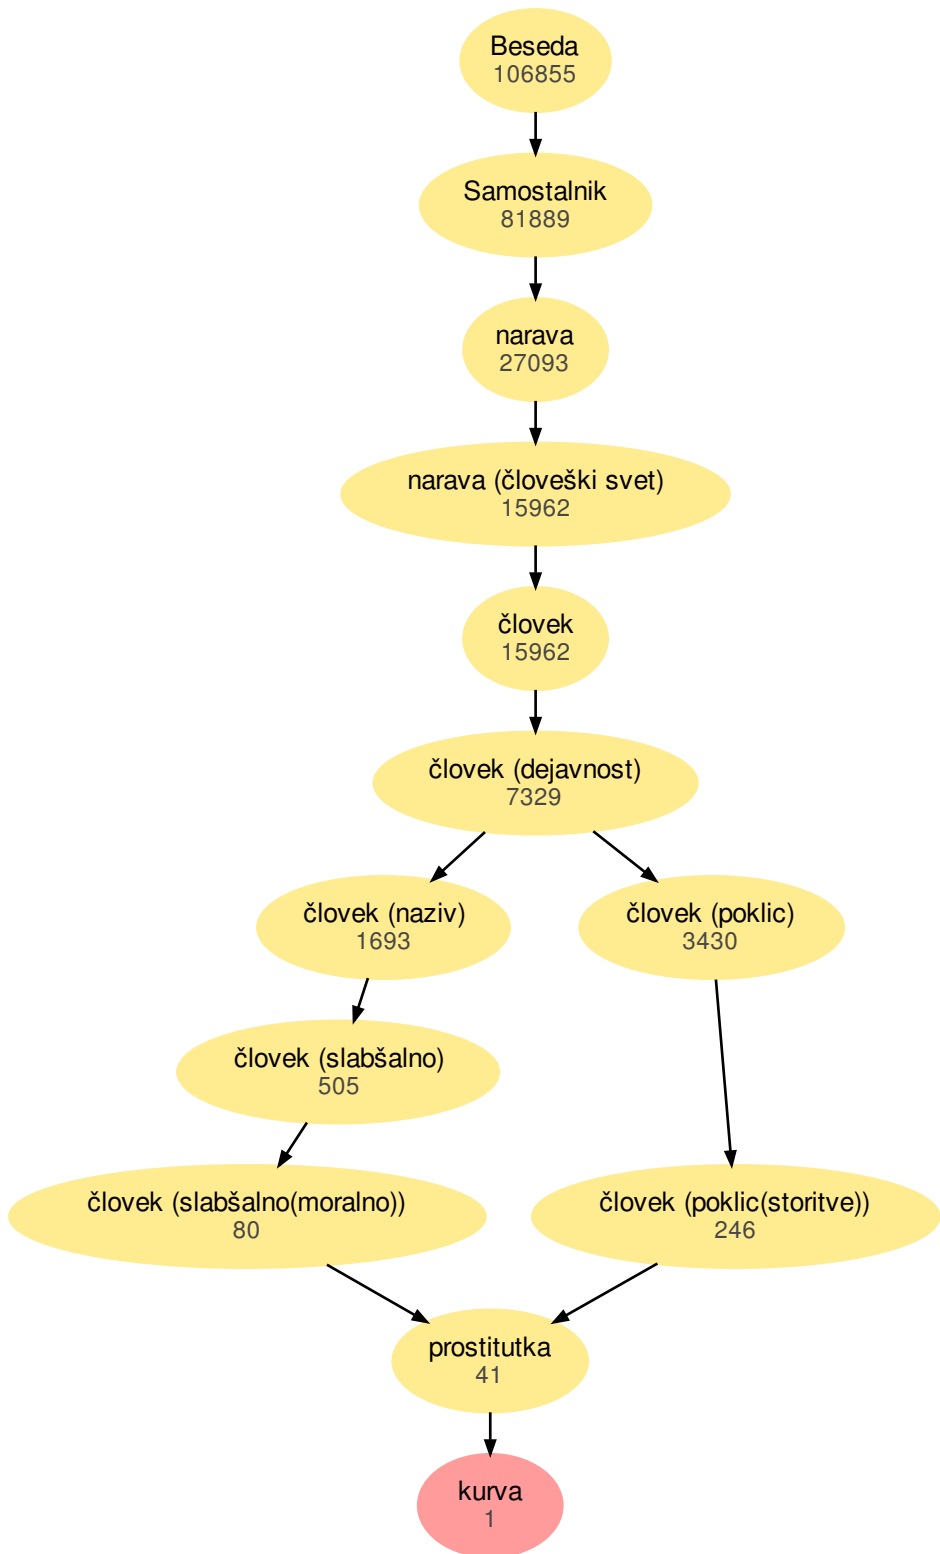 Beseda
106855
Samostalnik
81889
narava
27093
narava (človeški svet)
15962
človek
15962
človek (dejavnost)
7329
človek (naziv)
1693
človek (poklic)
3430
človek (slabšalno)
505
človek (slabšalno(moralno))
80
človek (poklic(storitve))
246
prostitutka
41
kurva
1